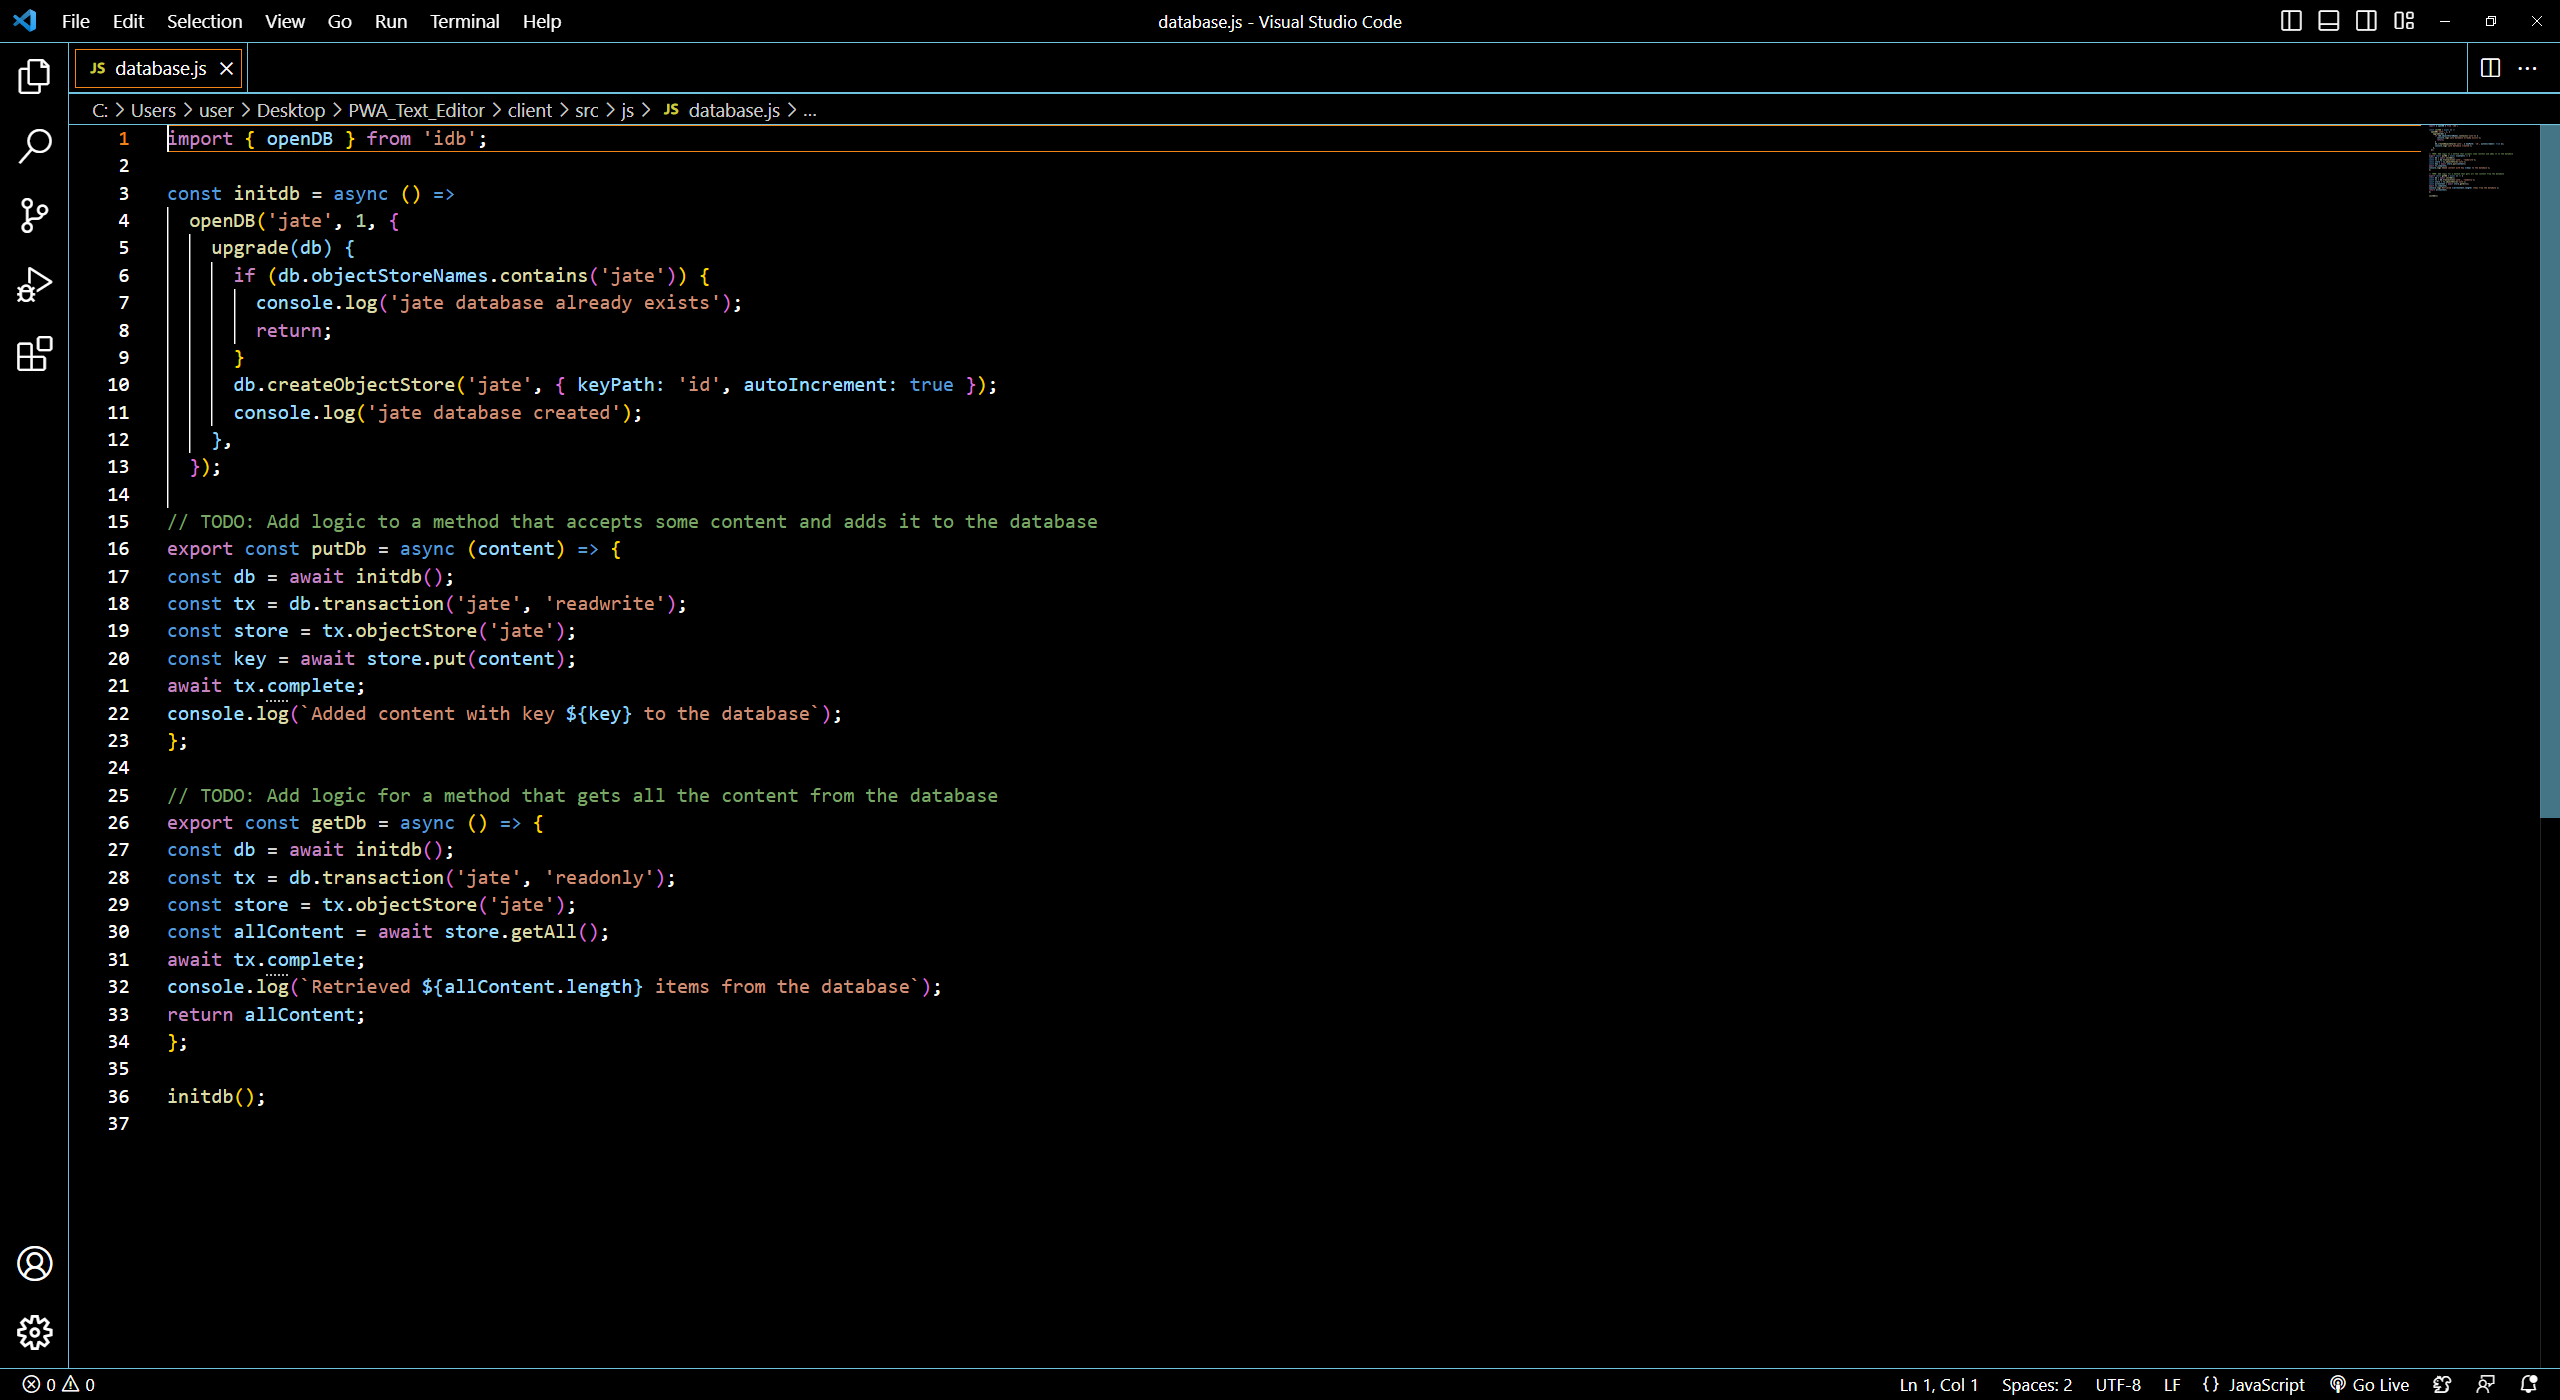 File Edit Selection View Go Run Terminal Help
database.js - Visual Studio Code
JS database.js
C: > Users > user > Desktop > PWA_Text_Editor > client > src > js > JS database.js > ...
1 import { openDB } from 'idb';
2
3 const initdb = async () =>
4 openDB('jate', 1, {
5 upgrade(db) {
6 if (db.objectStoreNames.contains('jate')) {
7 console.log('jate database already exists');
8 return;
9 }
10 db.createObjectStore('jate', { keyPath: 'id', autoIncrement: true });
11 console.log('jate database created');
12 },
13 });
14
15 // TODO: Add logic to a method that accepts some content and adds it to the database
16 export const putDb = async (content) => {
17 const db = await initdb();
18 const tx = db.transaction('jate', 'readwrite');
19 const store = tx.objectStore('jate');
20 const key = await store.put(content);
21 await tx.complete;
22 console.log(`Added content with key ${key} to the database`);
23 };
24
25 // TODO: Add logic for a method that gets all the content from the database
26 export const getDb = async () => {
27 const db = await initdb();
28 const tx = db.transaction('jate', 'readonly');
29 const store = tx.objectStore('jate');
30 const allContent = await store.getAll();
31 await tx.complete;
32 console.log(`Retrieved ${allContent.length} items from the database`);
33 return allContent;
34 };
35
36 initdb();
37
0 0
Ln 1, Col 1 Spaces: 2 UTF-8 LF {} JavaScript Go Live